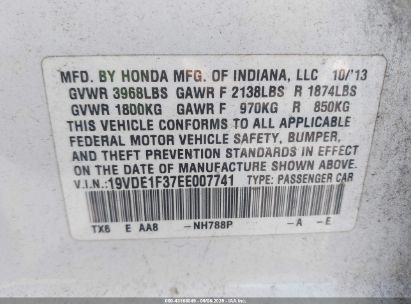 MFD. BY HONDA MFG. OF INDIANA, LLC 10/'13
GVWR 3968LBS GAWR F 2138LBS R 1874LBS
GVWR 1800KG GAWR F 970KG R 850KG
THIS VEHICLE CONFORMS TO ALL APPLICABLE
FEDERAL MOTOR VEHICLE SAFETY, BUMPER,
AND THEFT PREVENTION STANDARDS IN EFFECT
ON THE DATE OF MANUFACTURE SHOWN ABOVE.
V.I.N.:19VDE1F37EE007741 TYPE: PASSENGER CAR
TX6 E AA8 -NH788P -A -E